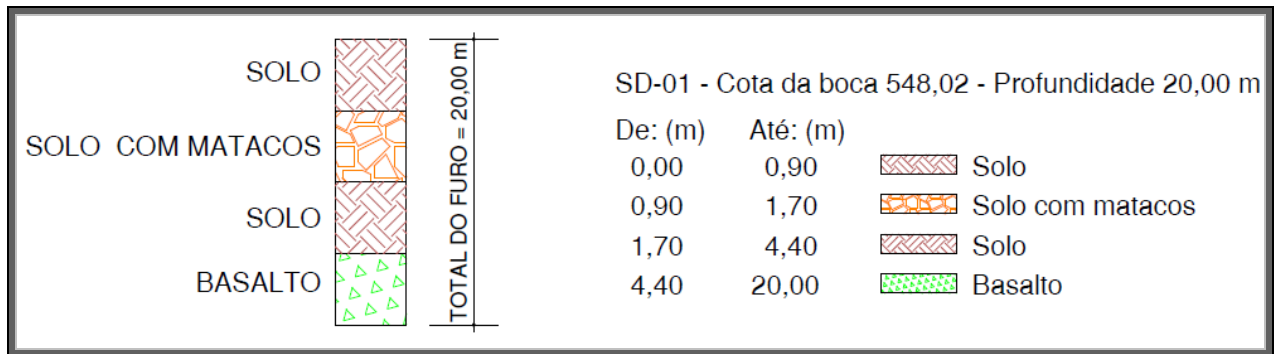 SOLO
SOLO COM MATACOS
SOLO
BASALTO
TOTAL DO FURO = 20,00 m
SD-01 - Cota da boca 548,02 - Profundidade 20,00 m
De: (m) Até: (m)
0,00 0,90 Solo
0,90 1,70 Solo com matacos
1,70 4,40 Solo
4,40 20,00 Basalto